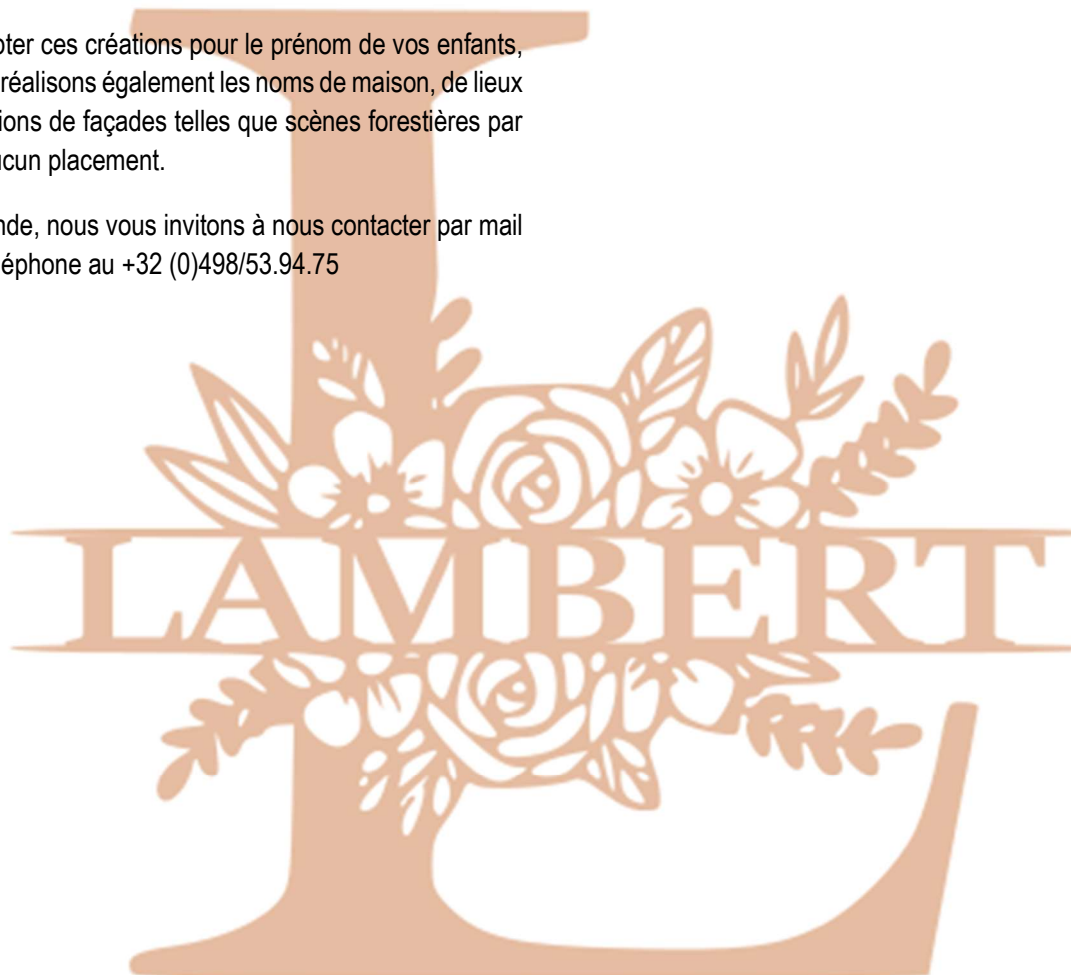 pter ces créations pour le prénom de vos enfants,
réalisons également les noms de maison, de lieux
ions de façades telles que scènes forestières par
ucun placement.
nde, nous vous invitons à nous contacter par mail
éphone au +32 (0)498/53.94.75
L
LAMBERT